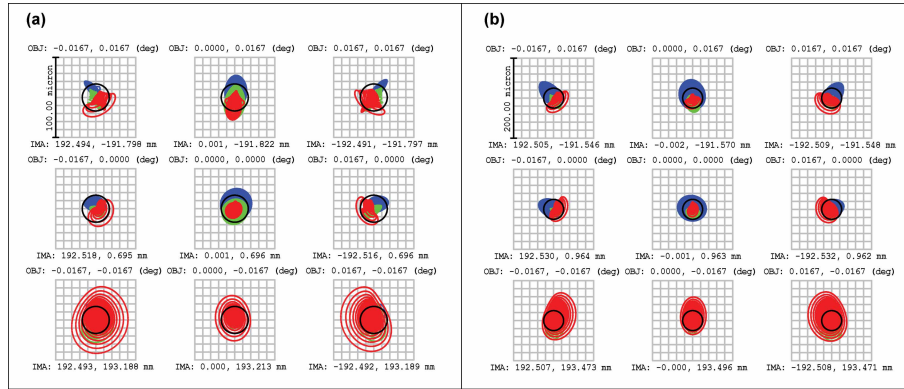 (a)
OBJ: -0.0167, 0.0167 (deg) OBJ: 0.0000, 0.0167 (deg) OBJ: 0.0167, 0.0167 (deg)
100.00 micron
IMA: 192.494, -191.798 mm IMA: 0.001, -191.822 mm IMA: -192.491, -191.797 mm
OBJ: -0.0167, 0.0000 (deg) OBJ: 0.0000, 0.0000 (deg) OBJ: 0.0167, 0.0000 (deg)
IMA: 192.518, 0.695 mm IMA: 0.001, 0.696 mm IMA: -192.516, 0.696 mm
OBJ: -0.0167, -0.0167 (deg) OBJ: 0.0000, -0.0167 (deg) OBJ: 0.0167, -0.0167 (deg)
IMA: 192.493, 193.188 mm IMA: 0.000, 193.213 mm IMA: -192.492, 193.189 mm
(b)
OBJ: -0.0167, 0.0167 (deg) OBJ: 0.0000, 0.0167 (deg) OBJ: 0.0167, 0.0167 (deg)
200.00 micron
IMA: 192.505, -191.546 mm IMA: -0.002, -191.570 mm IMA: -192.509, -191.548 mm
OBJ: -0.0167, 0.0000 (deg) OBJ: 0.0000, 0.0000 (deg) OBJ: 0.0167, 0.0000 (deg)
IMA: 192.530, 0.964 mm IMA: -0.001, 0.963 mm IMA: -192.532, 0.962 mm
OBJ: -0.0167, -0.0167 (deg) OBJ: 0.0000, -0.0167 (deg) OBJ: 0.0167, -0.0167 (deg)
IMA: 192.507, 193.473 mm IMA: -0.000, 193.496 mm IMA: -192.508, 193.471 mm